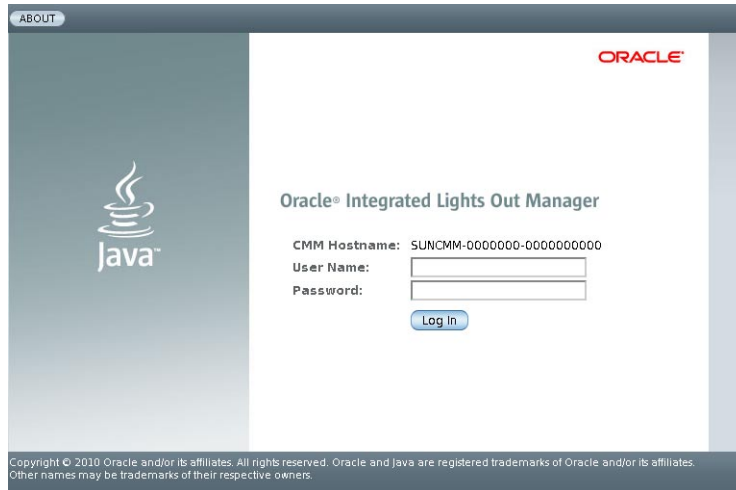 ABOUT
ORACLE®
Java™
Oracle® Integrated Lights Out Manager
CMM Hostname: SUNCMM-0000000-0000000000
User Name:
Password:
Log In
Copyright © 2010 Oracle and/or its affiliates. All rights reserved. Oracle and Java are registered trademarks of Oracle and/or its affiliates.
Other names may be trademarks of their respective owners.